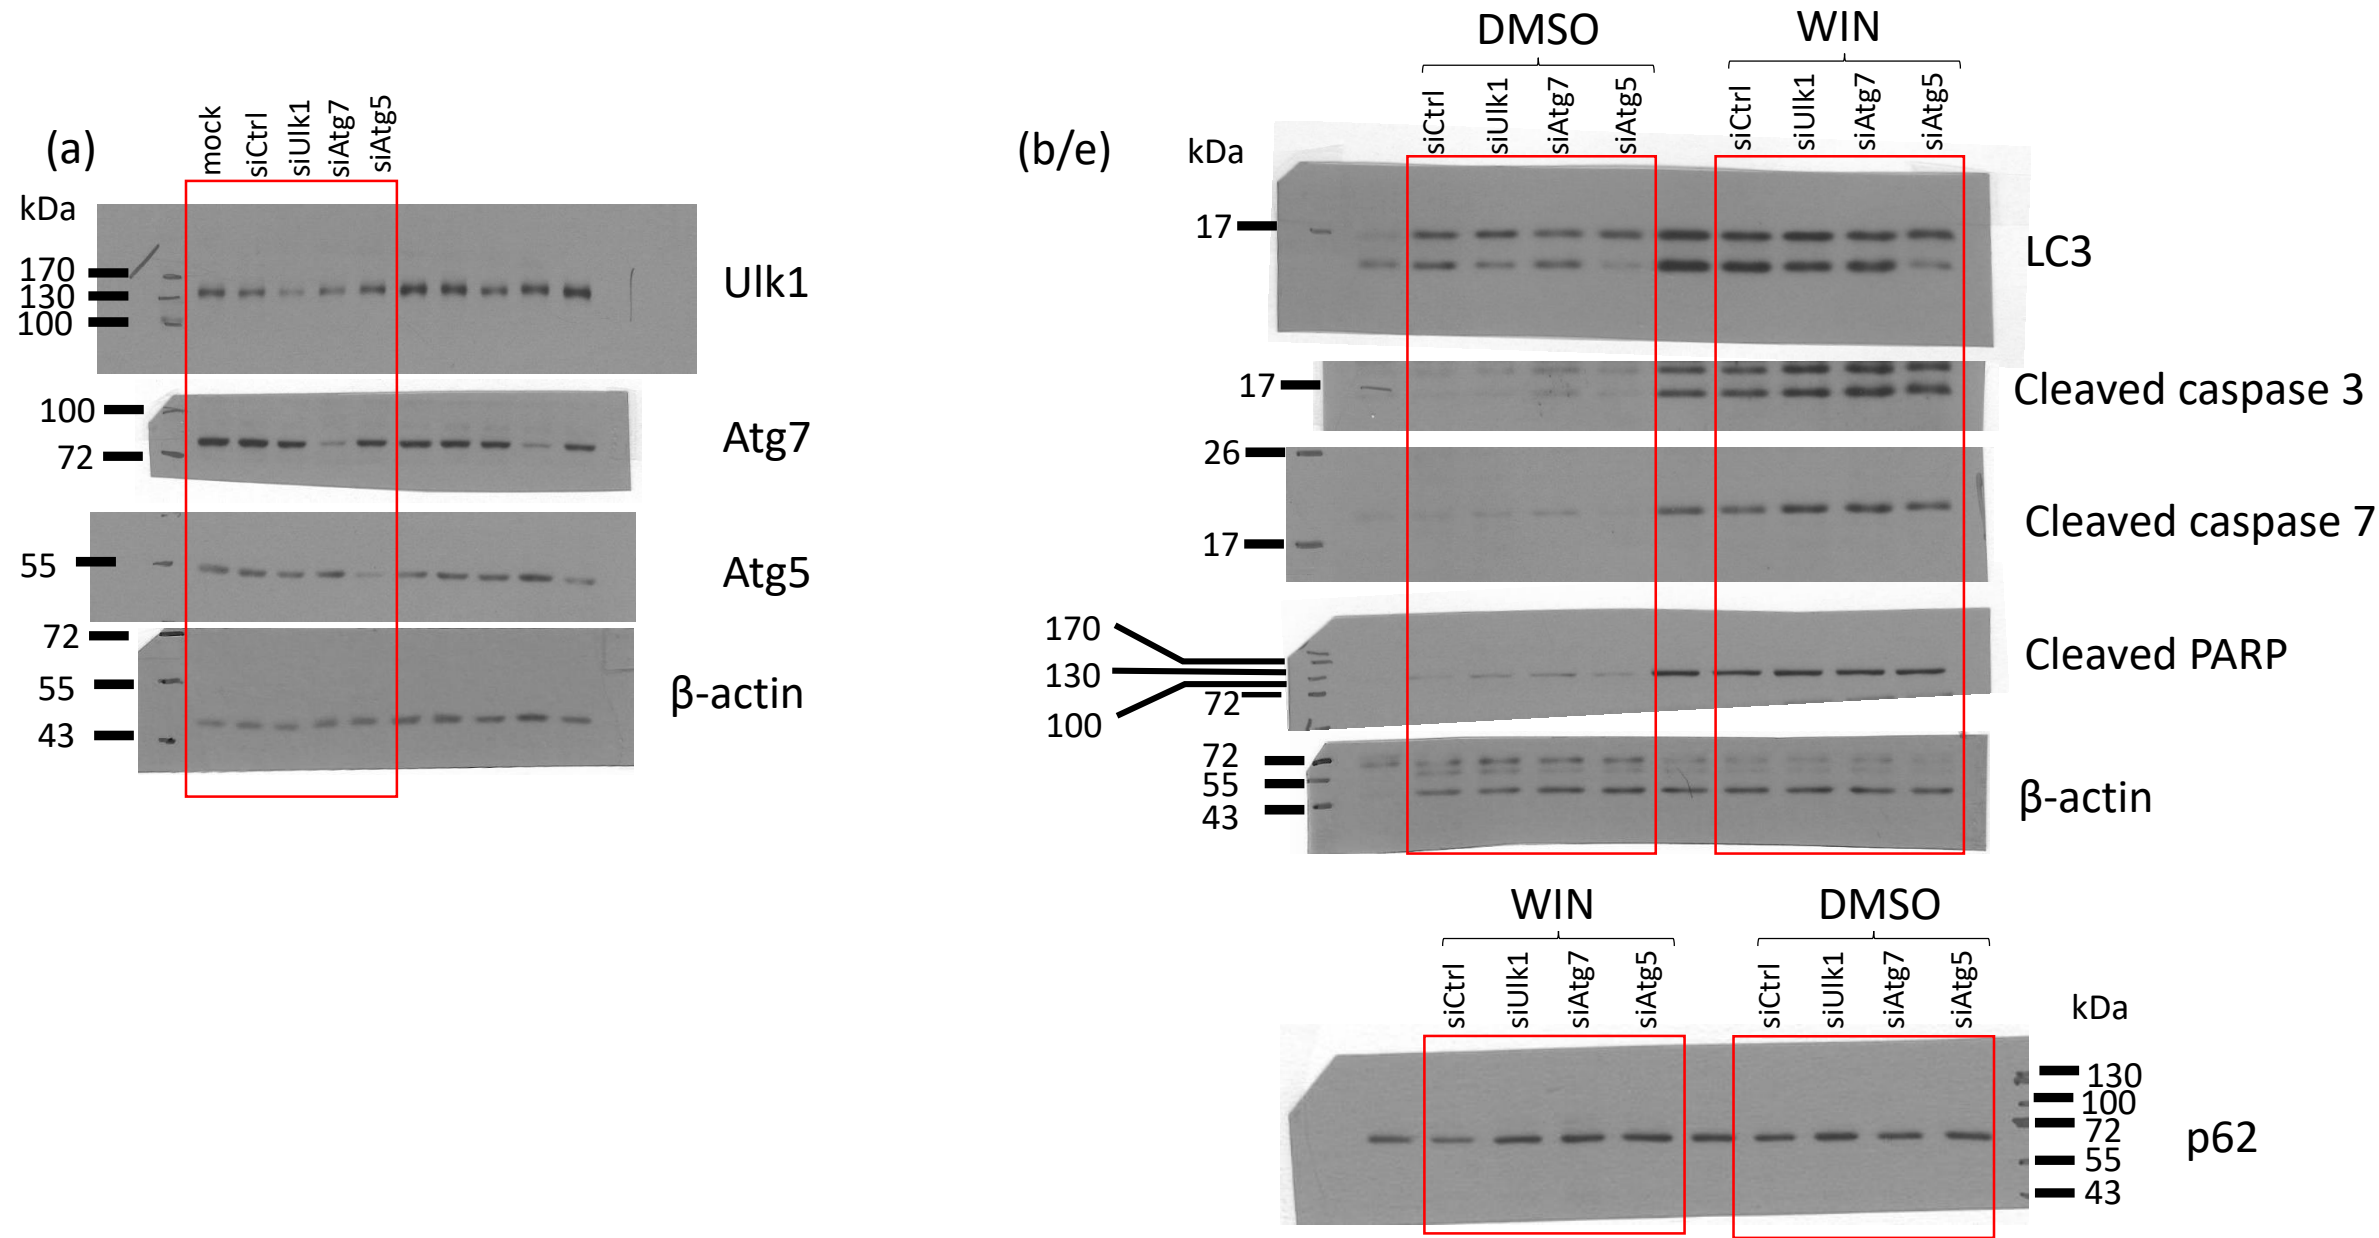 (a)
mock
siCtrl
siUlk1
siAtg7
siAtg5
kDa
170
130
100
Ulk1
100
72
Atg7
55
Atg5
72
55
43
β-actin
(b/e)
DMSO
WIN
siCtrl
siUlk1
siAtg7
siAtg5
siCtrl
siUlk1
siAtg7
siAtg5
kDa
17
LC3
17
Cleaved caspase 3
26
17
Cleaved caspase 7
170
130
100
72
Cleaved PARP
72
55
43
β-actin
WIN
DMSO
siCtrl
siUlk1
siAtg7
siAtg5
siCtrl
siUlk1
siAtg7
siAtg5
kDa
130
100
72
55
43
p62